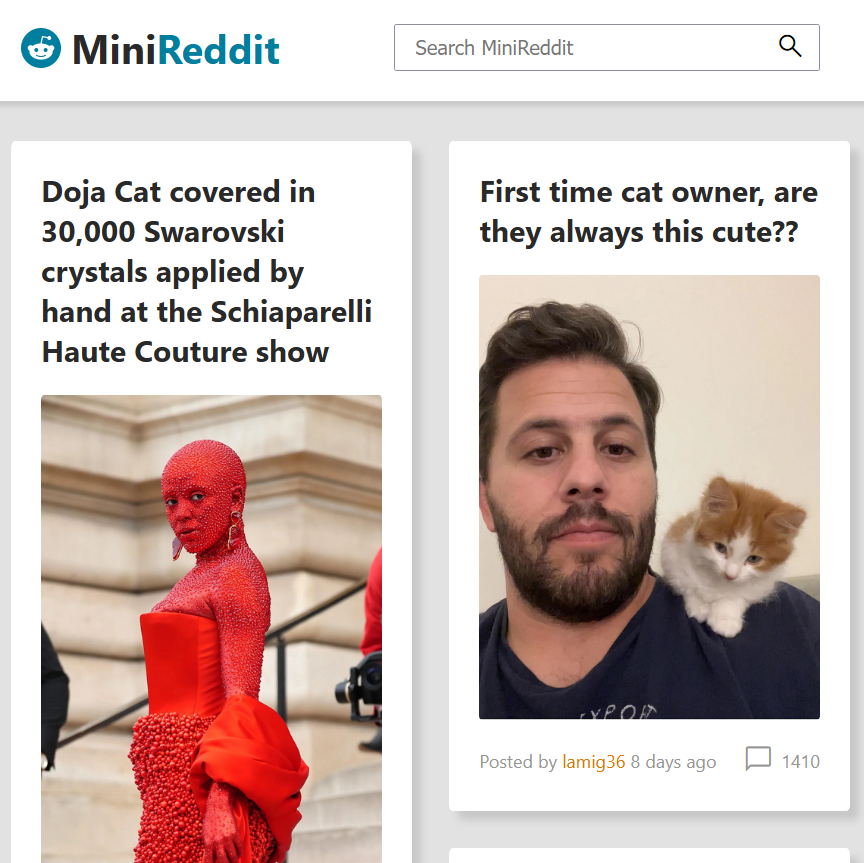 MiniReddit
Search MiniReddit
Doja Cat covered in
30,000 Swarovski
crystals applied by
hand at the Schiaparelli
Haute Couture show
First time cat owner, are
they always this cute??
Posted by lamig36 8 days ago
1410